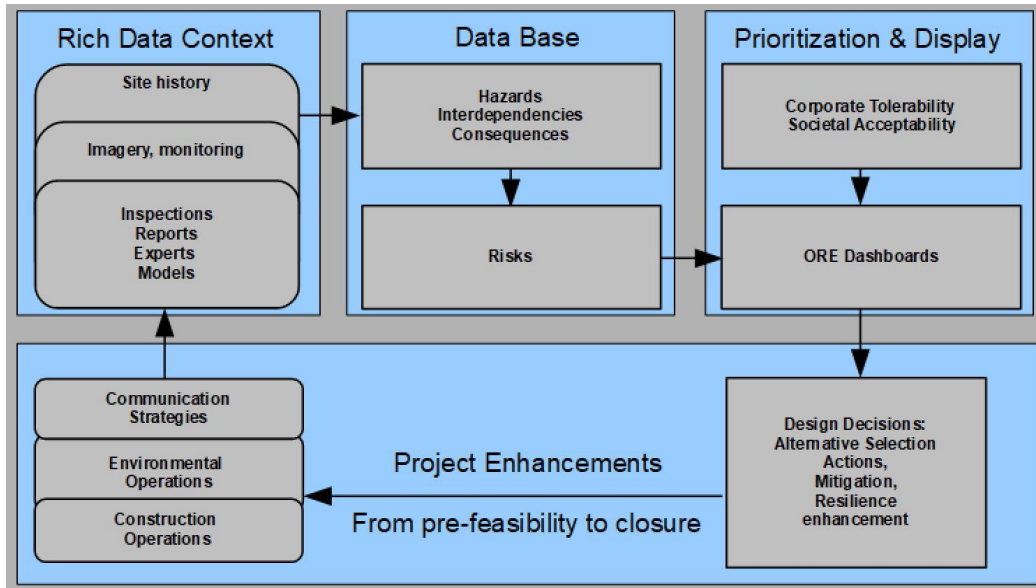 Rich Data Context
Site history
Imagery, monitoring
Inspections
Reports
Experts
Models
Data Base
Hazards
Interdependencies
Consequences
Risks
Prioritization & Display
Corporate Tolerability
Societal Acceptability
ORE Dashboards
Design Decisions:
Alternative Selection
Actions,
Mitigation,
Resilience
enhancement
Project Enhancements
From pre-feasibility to closure
Communication
Strategies
Environmental
Operations
Construction
Operations